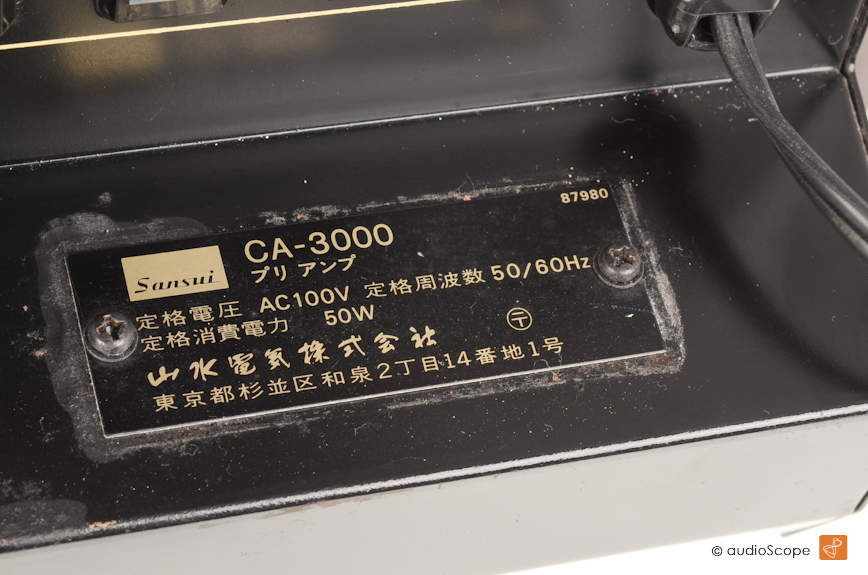 87980
Sansui
CA-3000
プリ アンプ
定格電圧 AC100V 定格周波数 50/60Hz
定格消費電力 50W
山水電気株式会社 〒
東京都杉並区和泉2丁目14番地1号
© audioScope